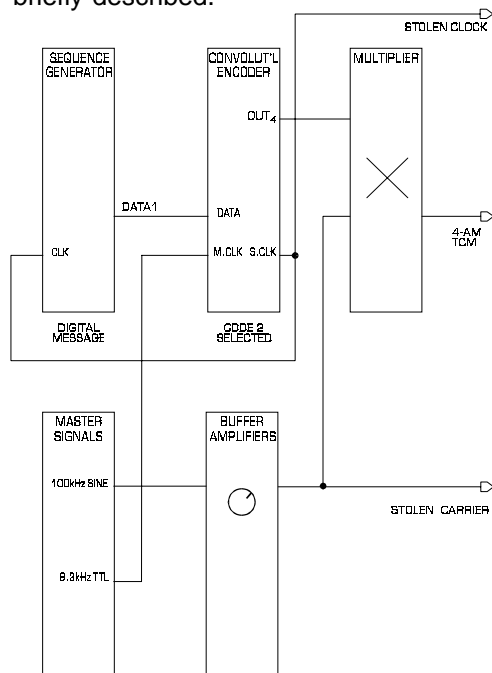 briefly described.
STOLEN CLOCK
SEQUENCE
GENERATOR
CONVOLUT'L
ENCODER
MULTIPLIER
OUT4
DATA1
DATA
CLK
M.CLK S.CLK
4-AM
TCM
DIGITAL
MESSAGE
CODE 2
SELECTED
MASTER
SIGNALS
BUFFER
AMPLIFIERS
100kHz SINE
STOLEN CARRIER
8.3kHz TTL